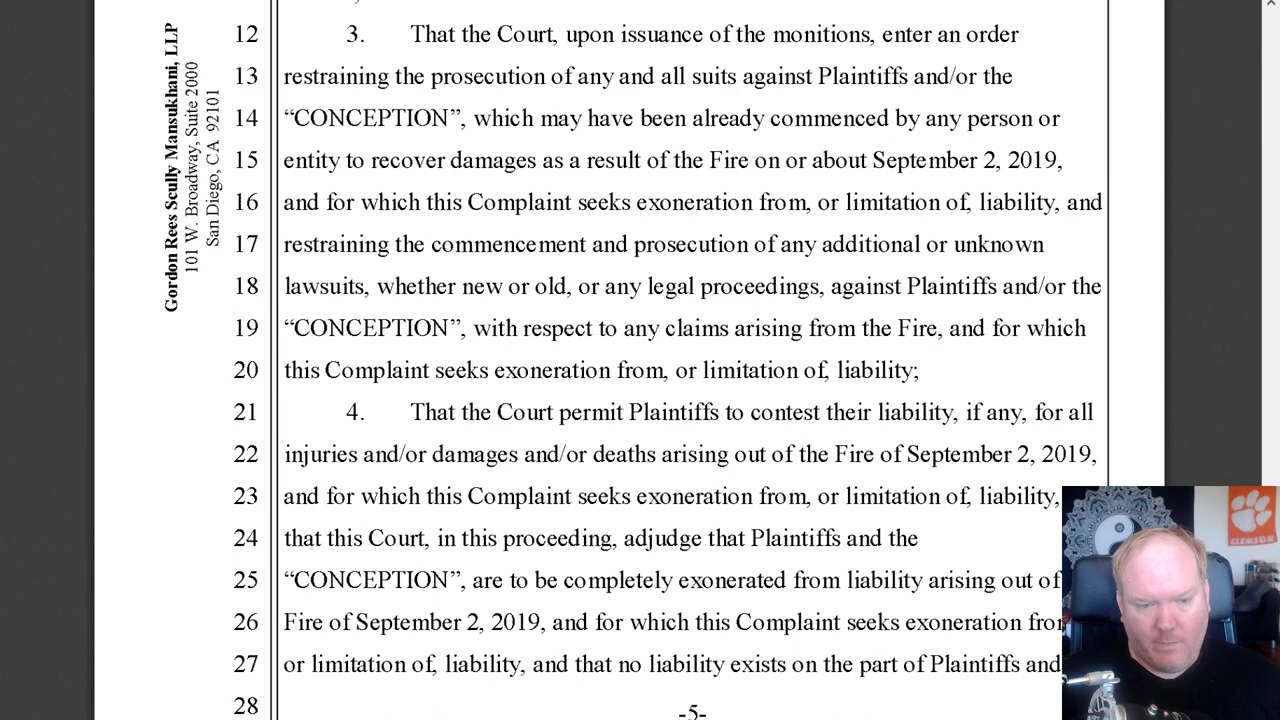 Gordon Rees Scully Mansukhani, LLP
101 W. Broadway, Suite 2000
San Diego, CA 92101
12 3. That the Court, upon issuance of the monitions, enter an order
13 restraining the prosecution of any and all suits against Plaintiffs and/or the
14 “CONCEPTION”, which may have been already commenced by any person or
15 entity to recover damages as a result of the Fire on or about September 2, 2019,
16 and for which this Complaint seeks exoneration from, or limitation of, liability, and
17 restraining the commencement and prosecution of any additional or unknown
18 lawsuits, whether new or old, or any legal proceedings, against Plaintiffs and/or the
19 “CONCEPTION”, with respect to any claims arising from the Fire, and for which
20 this Complaint seeks exoneration from, or limitation of, liability;
21 4. That the Court permit Plaintiffs to contest their liability, if any, for all
22 injuries and/or damages and/or deaths arising out of the Fire of September 2, 2019,
23 and for which this Complaint seeks exoneration from, or limitation of, liability,
24 that this Court, in this proceeding, adjudge that Plaintiffs and the
25 “CONCEPTION”, are to be completely exonerated from liability arising out of
26 Fire of September 2, 2019, and for which this Complaint seeks exoneration from
27 or limitation of, liability, and that no liability exists on the part of Plaintiffs and
28
-5-
CLEMSON